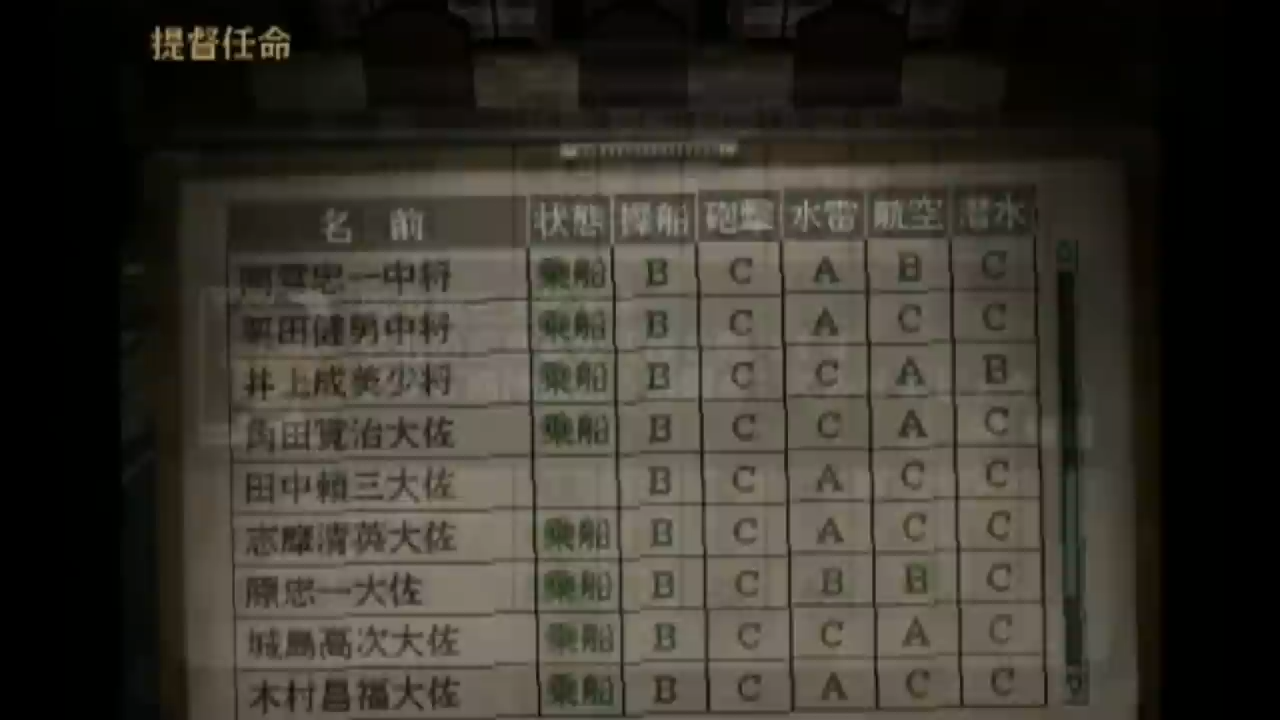 提督任命
名 前 状態 操船 砲撃 水雷 航空 潜水
南雲忠一中将 乗船 B C A B C
駒田健男中将 乗船 B C A C C
井上成美少将 乗船 B C C A B
角田覚治大佐 乗船 B C C A C
田中頼三大佐 B C A C C
志摩清英大佐 乗船 B C A C C
原忠一大佐 乗船 B C B B C
城島高次大佐 乗船 B C C A C
木村昌福大佐 乗船 B C A C C